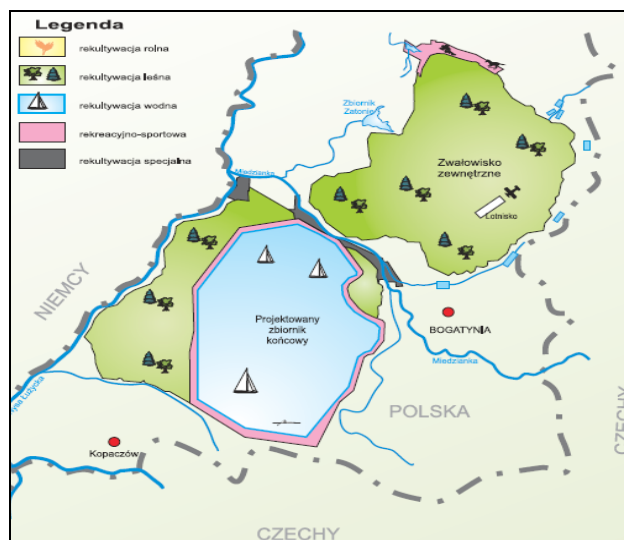 Legenda
rekultywacja rolna
rekultywacja leśna
rekultywacja wodna
rekreacyjno-sportowa
rekultywacja specjalna
Zbiornik
Zatonie
Miedzianka
Zwałowisko
zewnętrzne
Lotnisko
NIEMCY
Projektowany
zbiornik
końcowy
BOGATYNIA
Miedzianka
POLSKA
CZECHY
Łużycka
Kopaczów
CZECHY